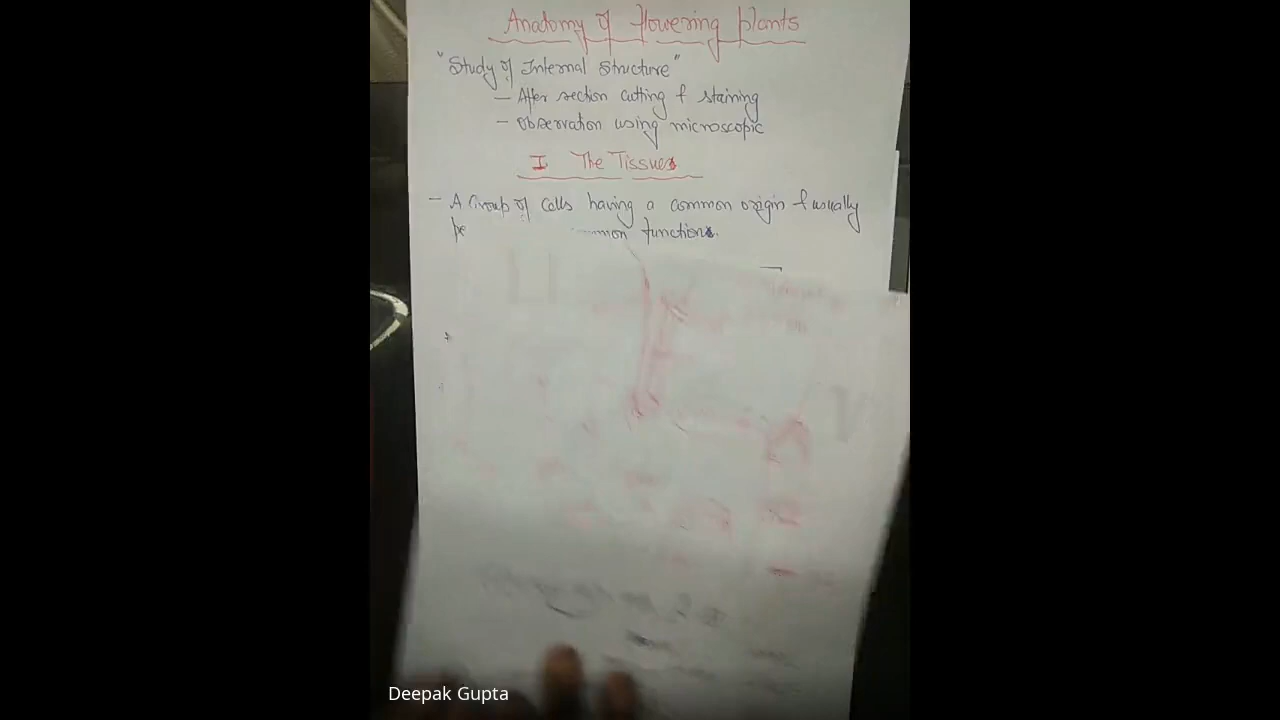 Anatomy of flowering plants
"Study of Internal Structure"
- After section cutting & staining
- Observation using microscopic
I The Tissues
- A Group of cells having a common origin & usually
functions.
Deepak Gupta